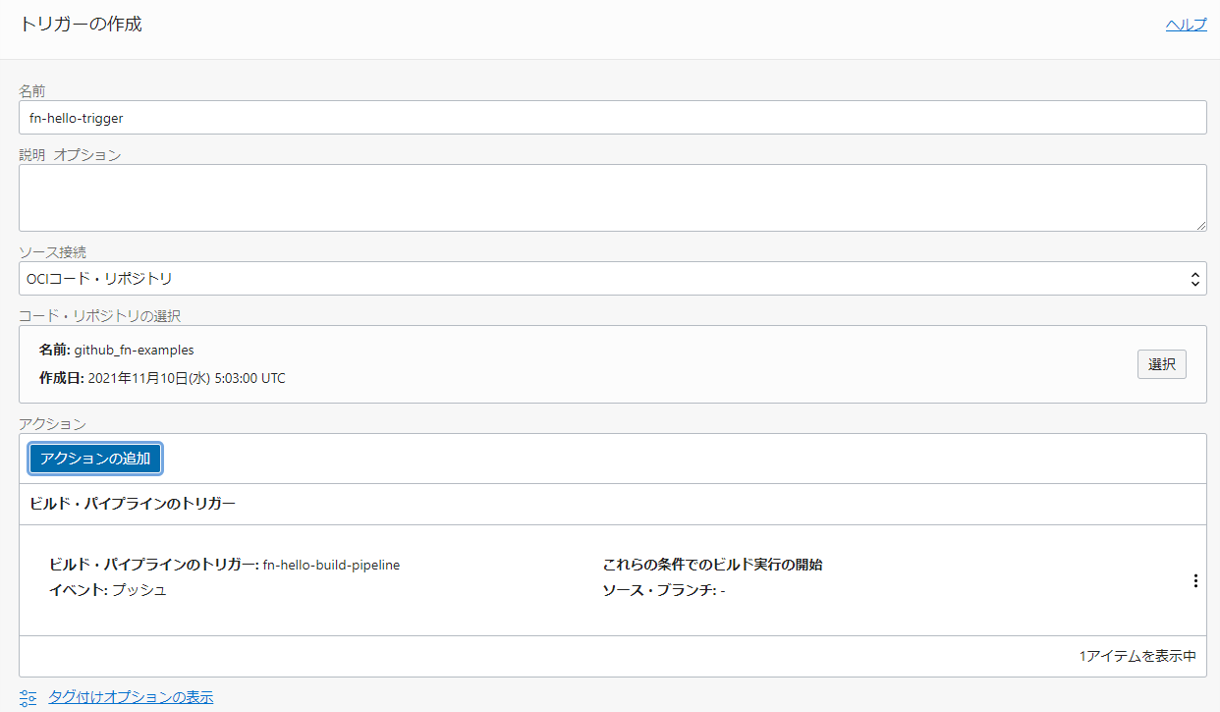 トリガーの作成
ヘルプ
名前
fn-hello-trigger
説明 オプション
ソース接続
OCIコード・リポジトリ
コード・リポジトリの選択
名前: github_fn-examples
作成日: 2021年11月10日(水) 5:03:00 UTC
選択
アクション
アクションの追加
ビルド・パイプラインのトリガー
ビルド・パイプラインのトリガー: fn-hello-build-pipeline
イベント: プッシュ
これらの条件でのビルド実行の開始
ソース・ブランチ: -
1アイテムを表示中
タグ付けオプションの表示